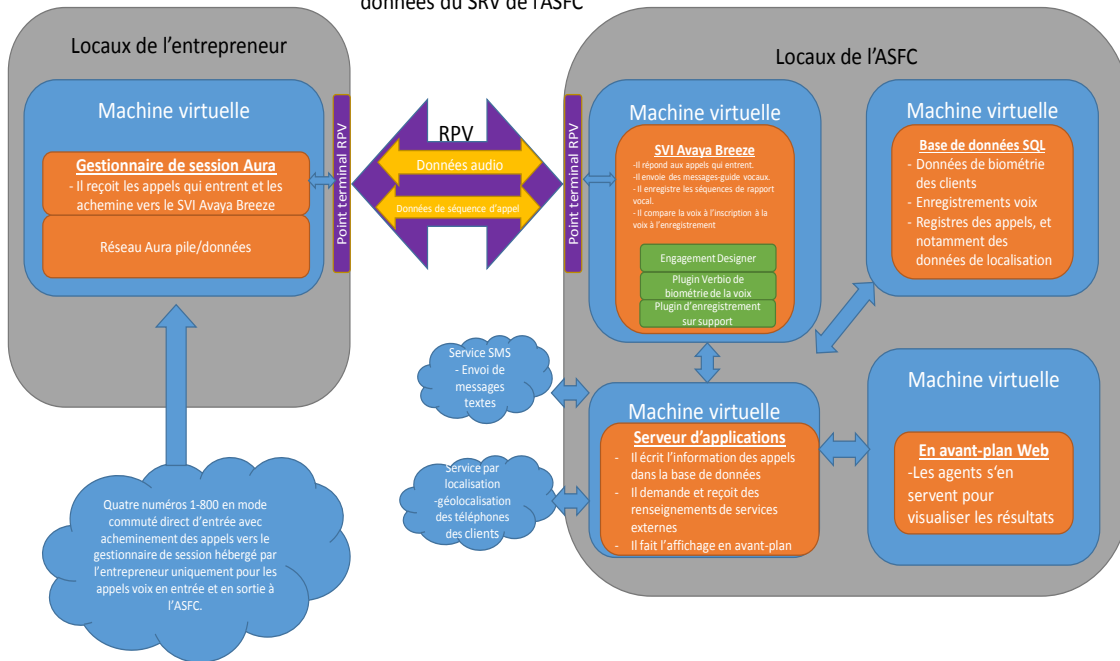 données du SRV de l'ASFC
Locaux de l'entrepreneur
Machine virtuelle
Gestionnaire de session Aura
- Il reçoit les appels qui entrent et les
achemine vers le SVI Avaya Breeze
Réseau Aura pile/données
Point terminal RPV
RPV
Données audio
Données de séquence d'appel
Point terminal RPV
Locaux de l'ASFC
Machine virtuelle
SVI Avaya Breeze
-Il répond aux appels qui entrent.
-Il envoie des messages-guide vocaux.
- Il enregistre les séquences de rapport
vocal.
- Il compare la voix à l'inscription à la
voix à l'enregistrement
Engagement Designer
Plugin Verbio de
biométrie de la voix
Plugin d'enregistrement
sur support
Machine virtuelle
Base de données SQL
- Données de biométrie
des clients
- Enregistrements voix
- Registres des appels, et
notamment des
données de localisation
Service SMS
- Envoi de
messages
textes
Service par
localisation
-géolocalisation
des téléphones
des clients
Machine virtuelle
Serveur d'applications
- Il écrit l'information des appels
dans la base de données
- Il demande et reçoit des
renseignements de services
externes
- Il fait l'affichage en avant-plan
Machine virtuelle
En avant-plan Web
-Les agents s'en
servent pour
visualiser les résultats
Quatre numéros 1-800 en mode
commuté direct d'entrée avec
acheminement des appels vers le
gestionnaire de session hébergé par
l'entrepreneur uniquement pour les
appels voix en entrée et en sortie à
l'ASFC.